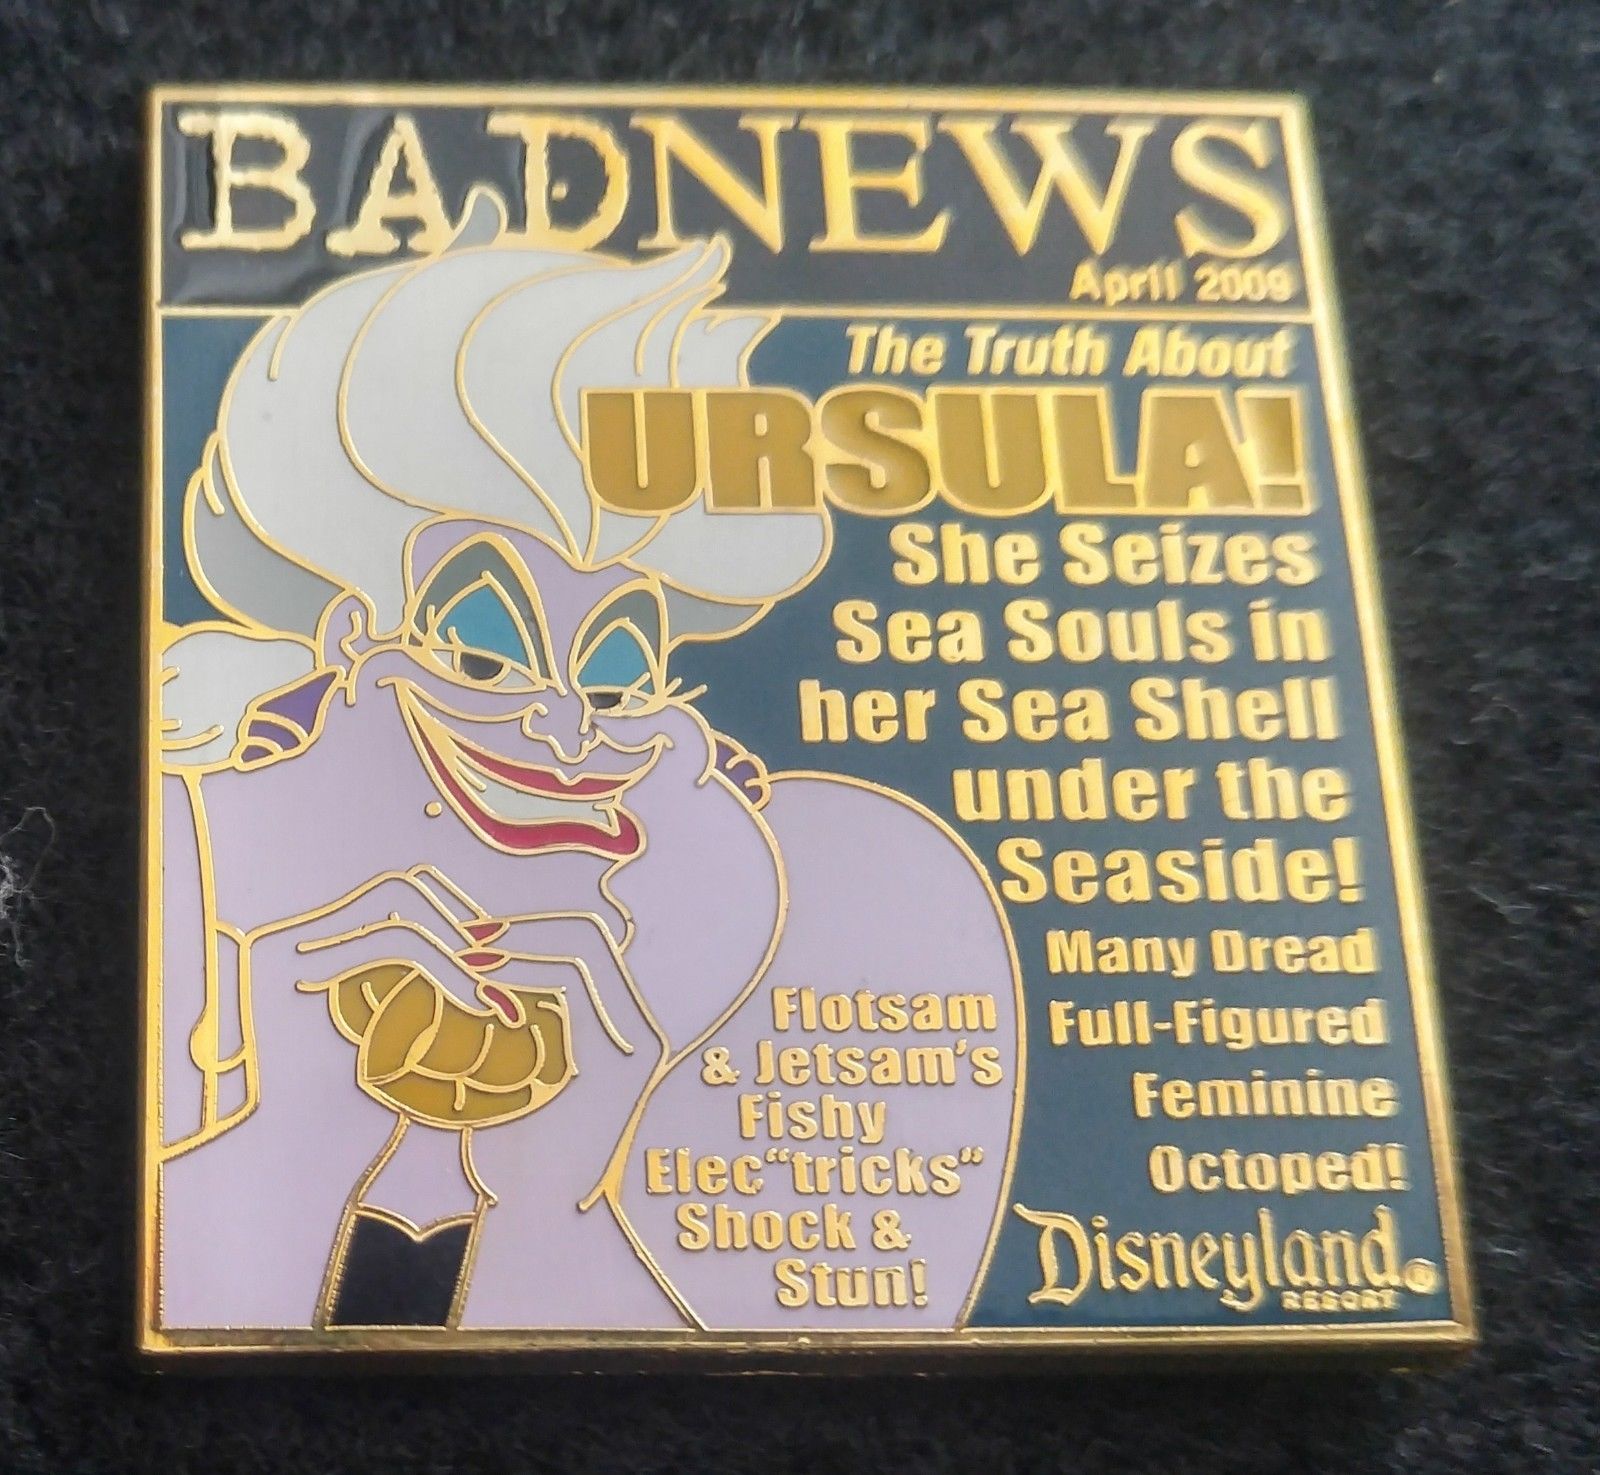 BADNEWS
April 2009
The Truth About
URSULA!
She Seizes
Sea Souls in
her Sea Shell
under the
Seaside!
Many Dread
Full-Figured
Feminine
Octoped!
Flotsam
& Jetsam's
Fishy
Elec“tricks”
Shock &
Stun!
Disneyland®
RESORT